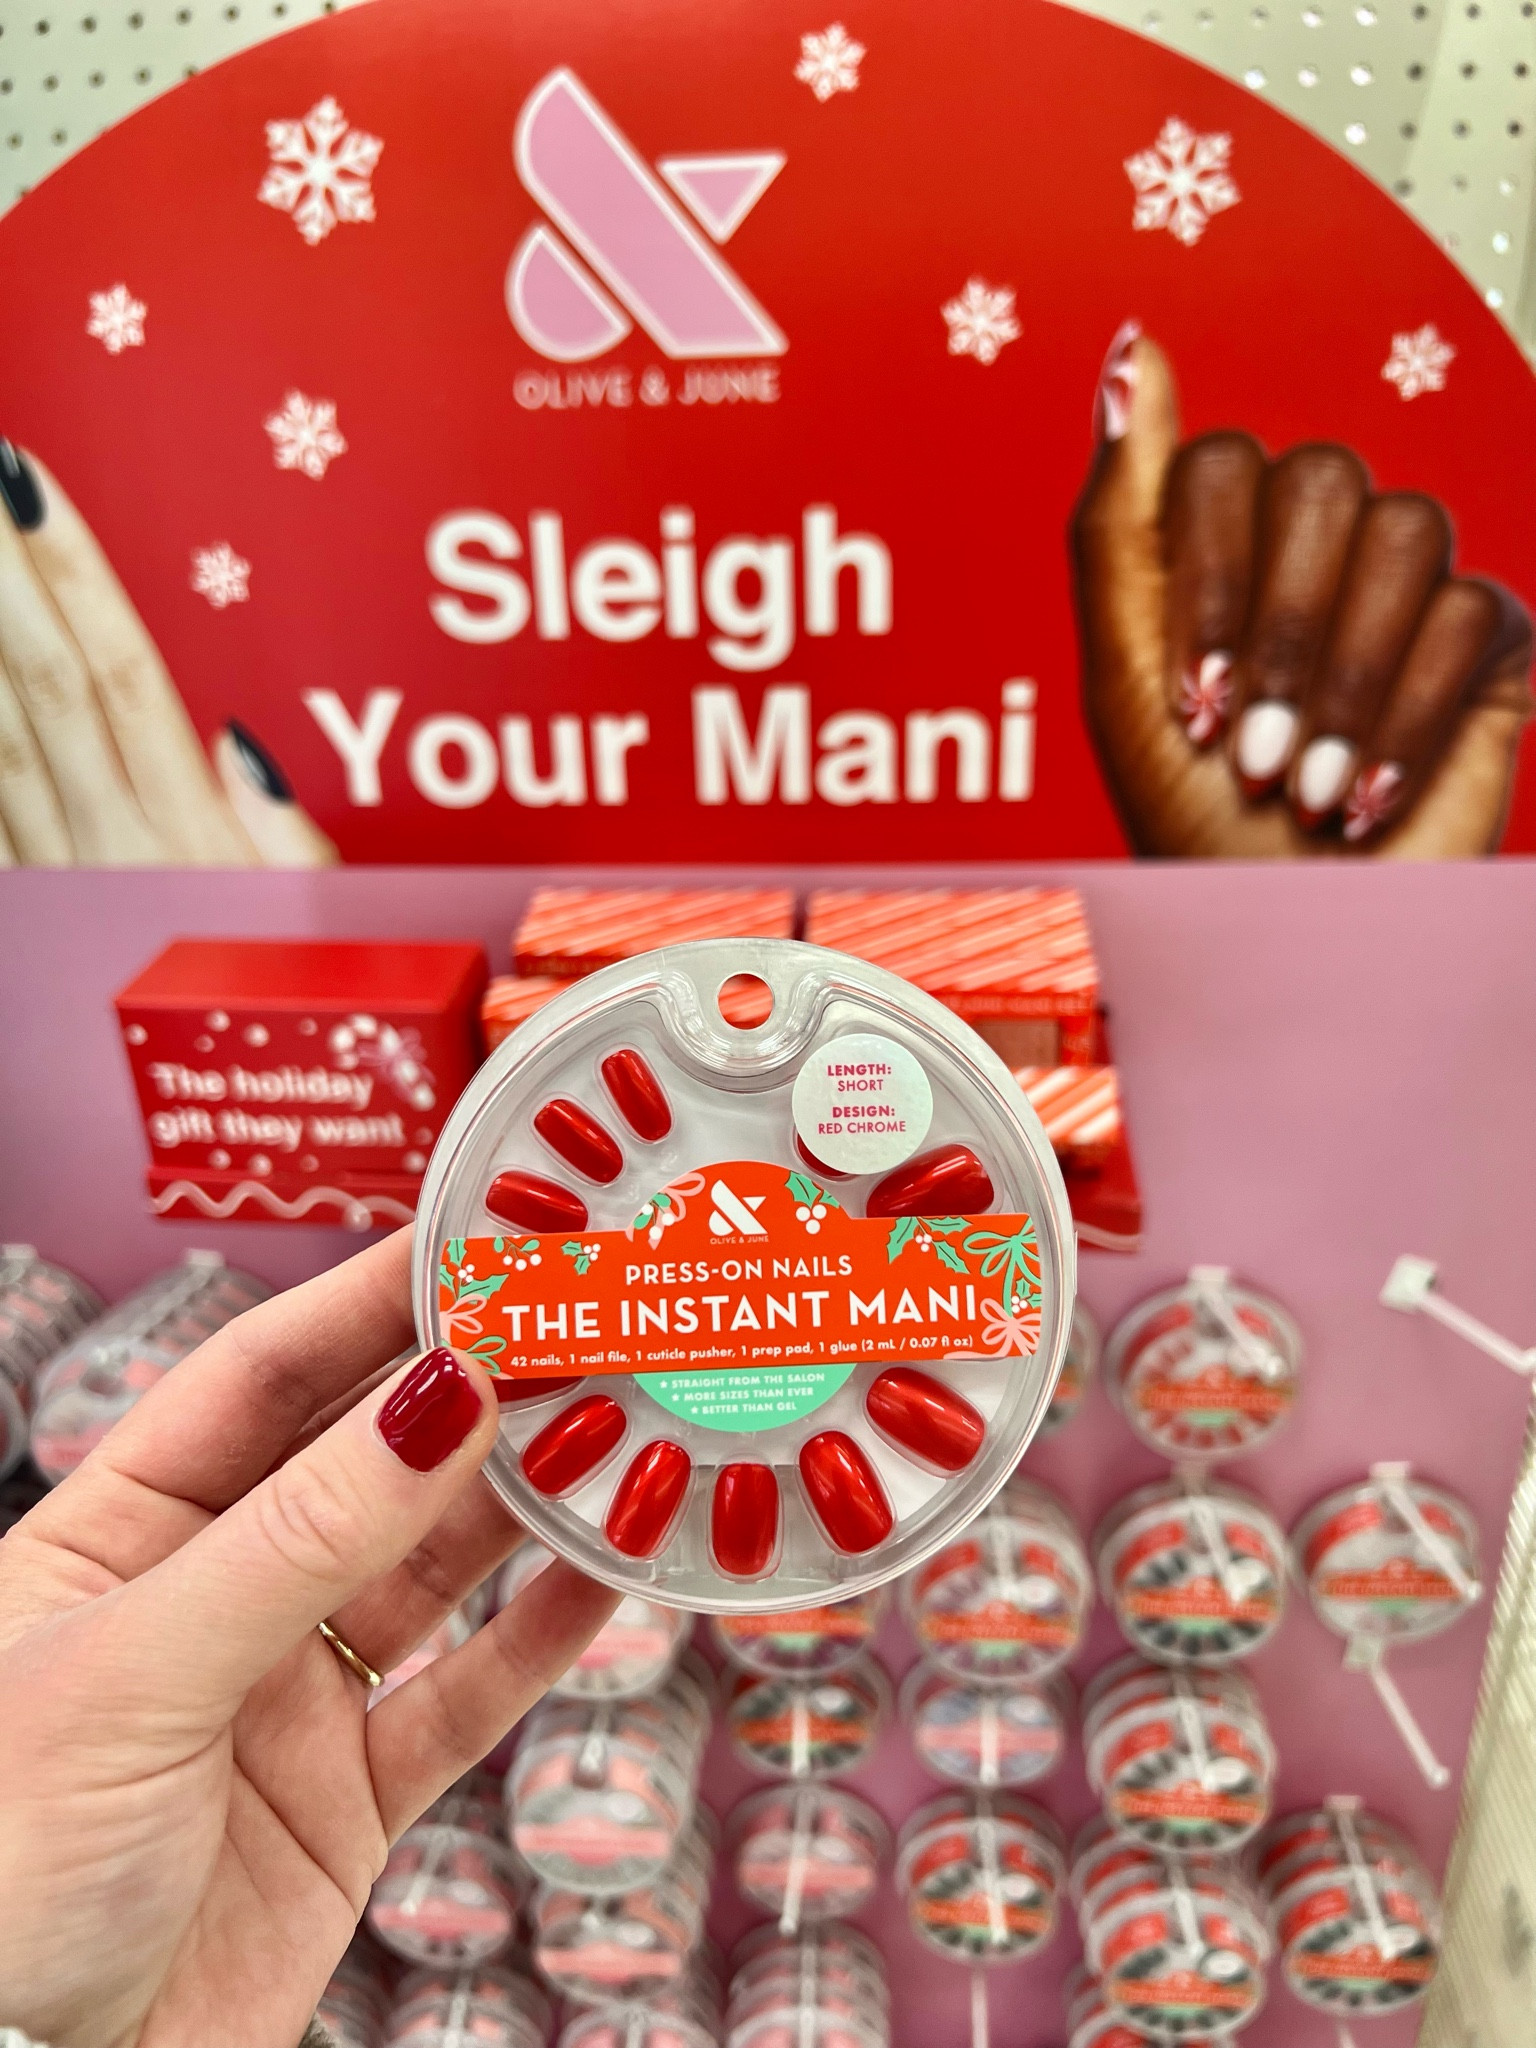 OLIVE & JUNE
Sleigh
Your Mani
The holiday
gift they want
LENGTH:
SHORT
DESIGN:
RED CHROME
OLIVE & JUNE
PRESS-ON NAILS
THE INSTANT MANI
42 nails, 1 nail file, 1 cuticle pusher, 1 prep pad, 1 glue (2 mL / 0.07 fl oz)
★ STRAIGHT FROM THE SALON
★ MORE SIZES THAN EVER
★ BETTER THAN GEL